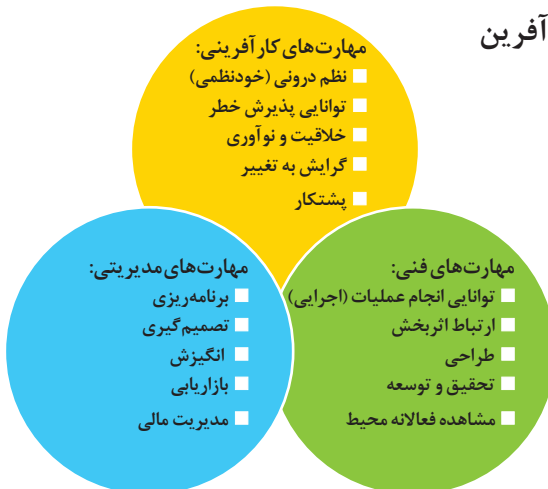 آفرین
مهارت‌های کارآفرینی:
نظم درونی (خودنظمی)
توانایی پذیرش خطر
خلاقیت و نوآوری
گرایش به تغییر
پشتکار
مهارت‌های فنی:
توانایی انجام عملیات (اجرایی)
ارتباط اثربخش
طراحی
تحقیق و توسعه
مشاهده فعالانه محیط
مهارت‌های مدیریتی:
برنامه‌ریزی
تصمیم‌گیری
انگیزش
بازاریابی
مدیریت مالی